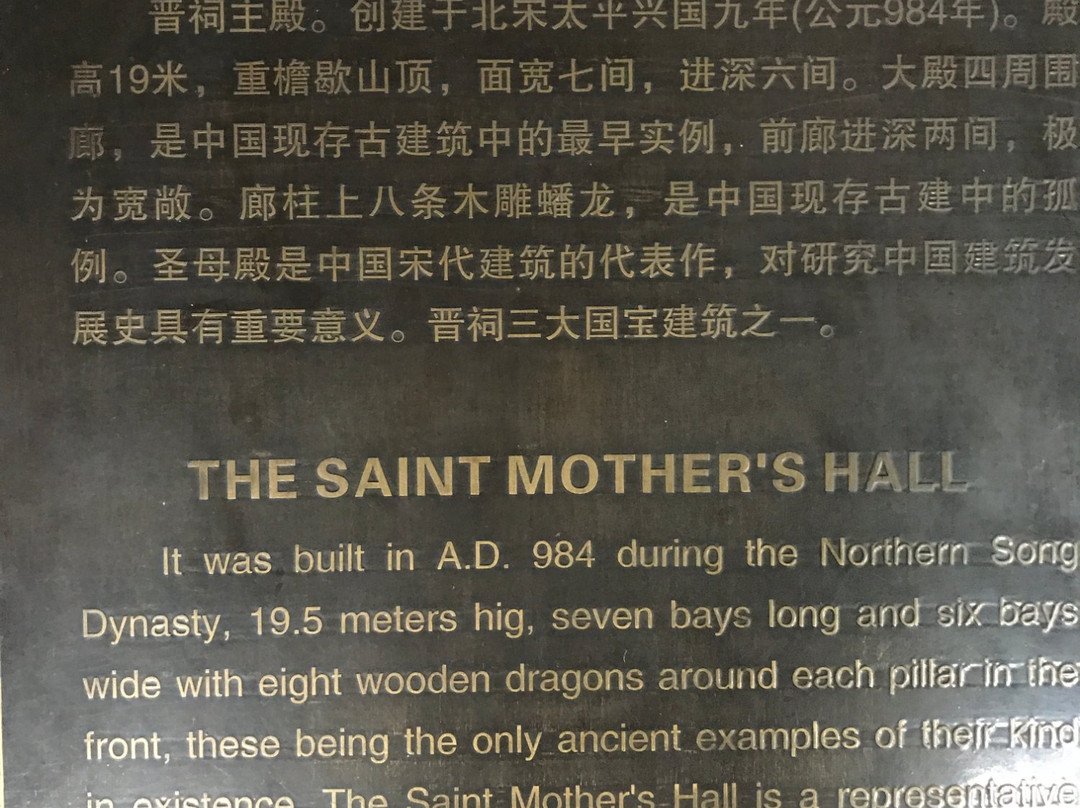 晋祠主殿。创建于北宋太平兴国九年(公元984年)。殿
高19米，重檐歇山顶，面宽七间，进深六间。大殿四周围
廊，是中国现存古建筑中的最早实例，前廊进深两间，极
为宽敞。廊柱上八条木雕蟠龙，是中国现存古建中的孤
例。圣母殿是中国宋代建筑的代表作，对研究中国建筑发
展史具有重要意义。晋祠三大国宝建筑之一。
THE SAINT MOTHER'S HALL
It was built in A.D. 984 during the Northern Song
Dynasty, 19.5 meters hig, seven bays long and six bays
wide with eight wooden dragons around each pillar in the
front, these being the only ancient examples of their kind
in existence. The Saint Mother's Hall is a representative